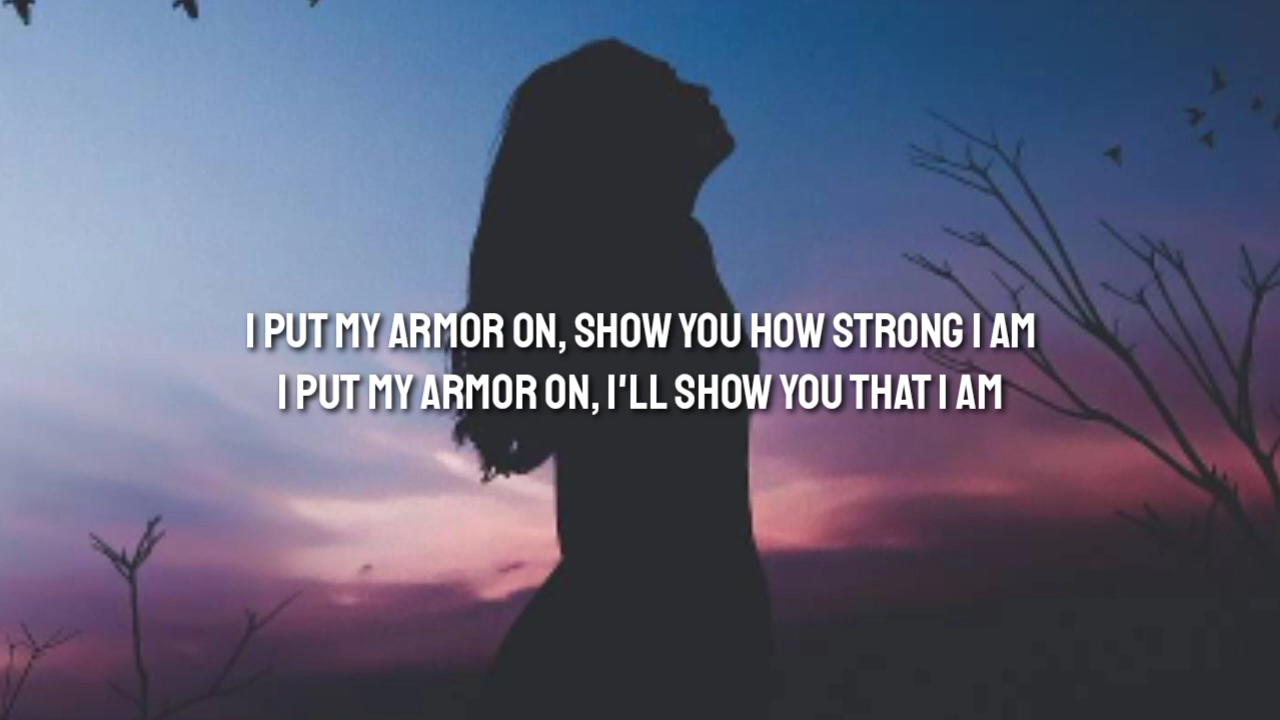 I PUT MY ARMOR ON, SHOW YOU HOW STRONG I AM
I PUT MY ARMOR ON, I'LL SHOW YOU THAT I AM